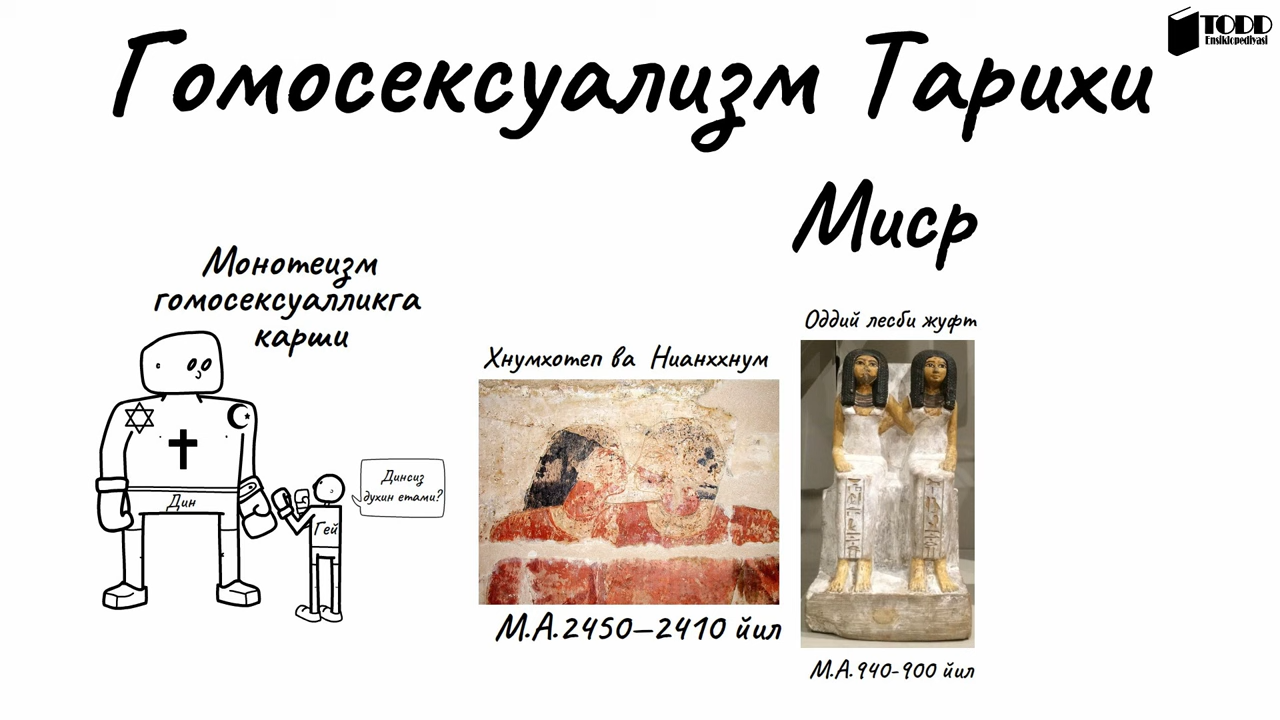 Гомосексуализм Тарихи
TODD
Ensiklopediyasi
Миср
Монотеизм
гомосексуалликга
карши
Дин
Гей
Динсиз
духин етами?
Хнумхотеп ва Нианххнум
М.А.2450–2410 йил
Оддий лесби жуфт
М.А.940-900 йил